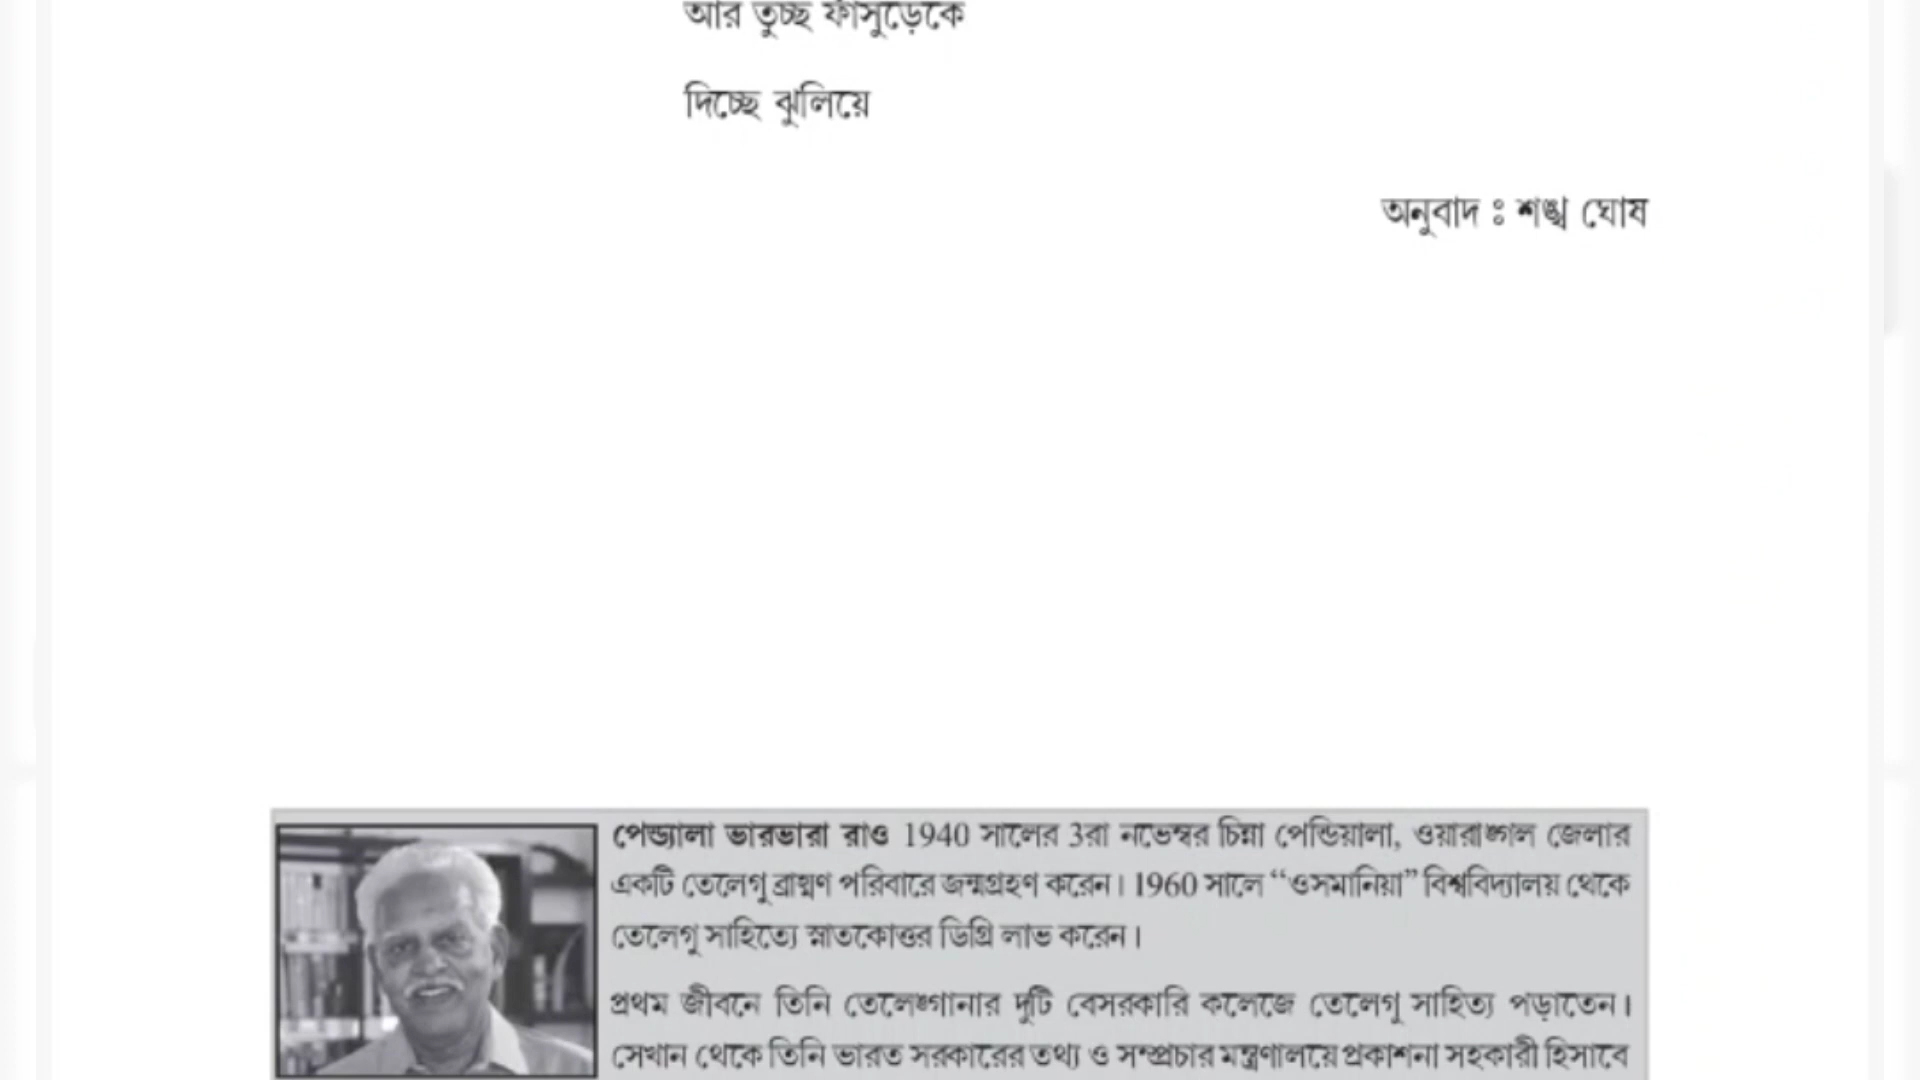 আর তুচ্ছ ফাঁসুড়েকে
দিচ্ছে ঝুলিয়ে
অনুবাদ ঃ শঙ্খ ঘোষ
পেন্ড্যালা ভারভারা রাও 1940 সালের 3রা নভেম্বর চিন্না পেন্ডিয়ালা, ওয়ারাঙ্গল জেলার
একটি তেলেগু ব্রাহ্মণ পরিবারে জন্মগ্রহণ করেন। 1960 সালে “ওসমানিয়া” বিশ্ববিদ্যালয় থেকে
তেলেগু সাহিত্যে স্নাতকোত্তর ডিগ্রি লাভ করেন।
প্রথম জীবনে তিনি তেলেঙ্গানার দুটি বেসরকারি কলেজে তেলেগু সাহিত্য পড়াতেন।
সেখান থেকে তিনি ভারত সরকারের তথ্য ও সম্প্রচার মন্ত্রণালয়ে প্রকাশনা সহকারী হিসাবে